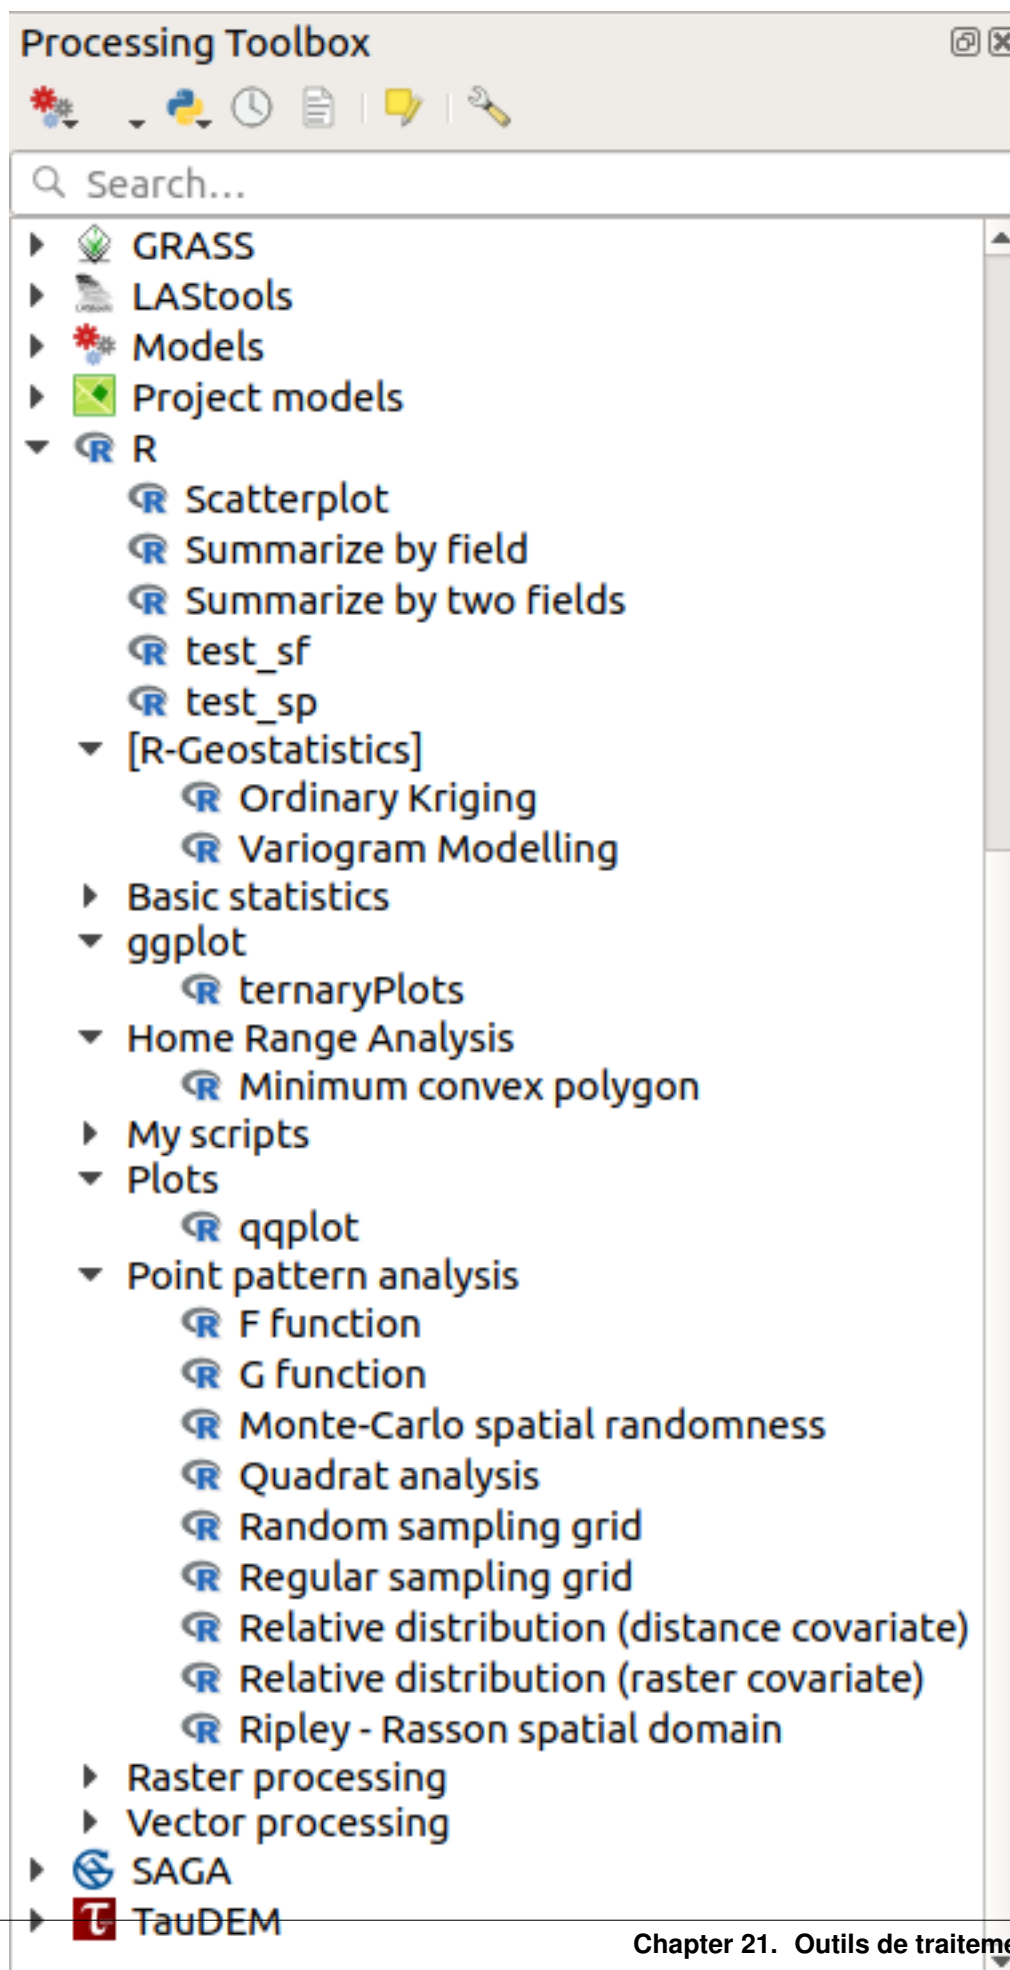 Processing Toolbox
Search...
GRASS
LAStools
Models
Project models
R
Scatterplot
Summarize by field
Summarize by two fields
test_sf
test_sp
[R-Geostatistics]
Ordinary Kriging
Variogram Modelling
Basic statistics
ggplot
ternaryPlots
Home Range Analysis
Minimum convex polygon
My scripts
Plots
qqplot
Point pattern analysis
F function
G function
Monte-Carlo spatial randomness
Quadrat analysis
Random sampling grid
Regular sampling grid
Relative distribution (distance covariate)
Relative distribution (raster covariate)
Ripley - Rasson spatial domain
Raster processing
Vector processing
SAGA
TauDEM
Chapter 21. Outils de traiteme